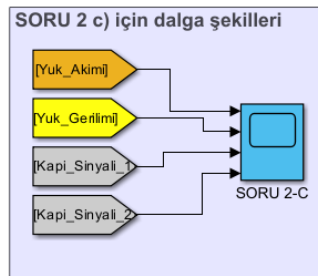 SORU 2 c) için dalga şekilleri
[Yuk_Akimi]
[Yuk_Gerilimi]
[Kapi_Sinyali_1
[Kapi_Sinyali_2
SORU 2-C